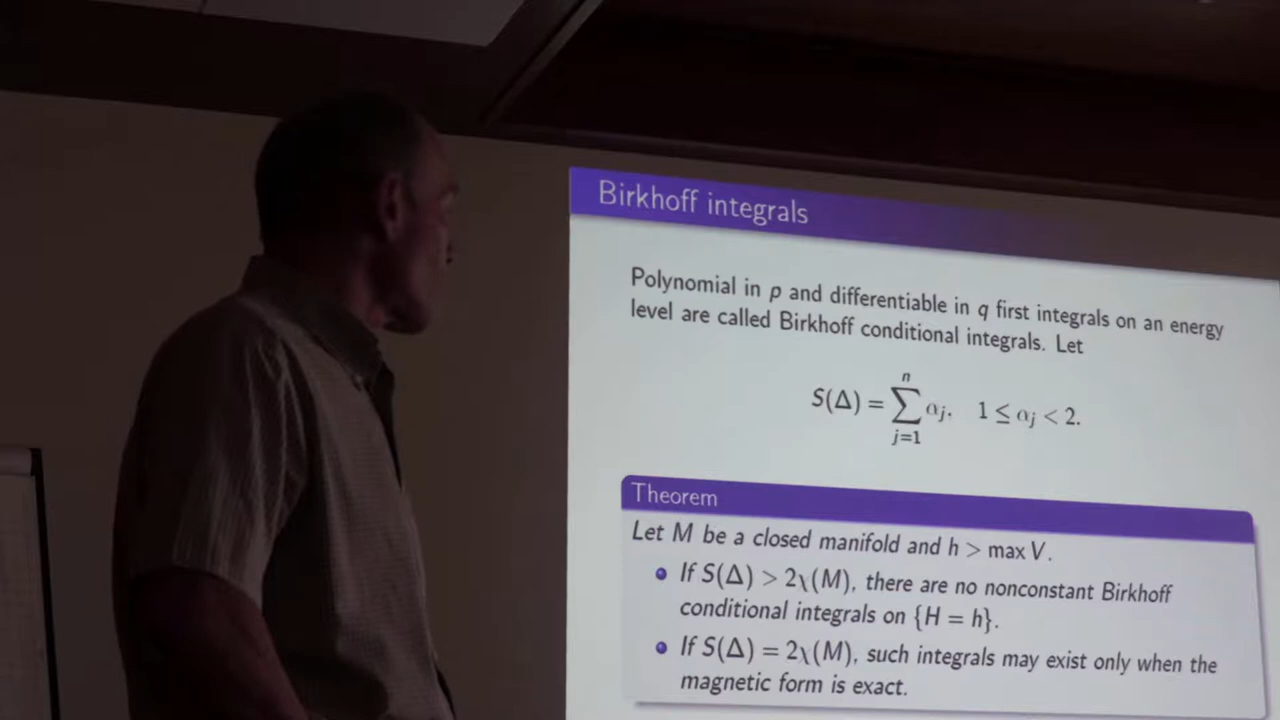 Birkhoff integrals
Polynomial in p and differentiable in q first integrals on an energy
level are called Birkhoff conditional integrals. Let
S(Δ) = ∑_{j=1}^{n} α_j. 1 ≤ α_j < 2.
Theorem
Let M be a closed manifold and h > max V.
If S(Δ) > 2χ(M), there are no nonconstant Birkhoff
conditional integrals on {H = h}.
If S(Δ) = 2χ(M), such integrals may exist only when the
magnetic form is exact.